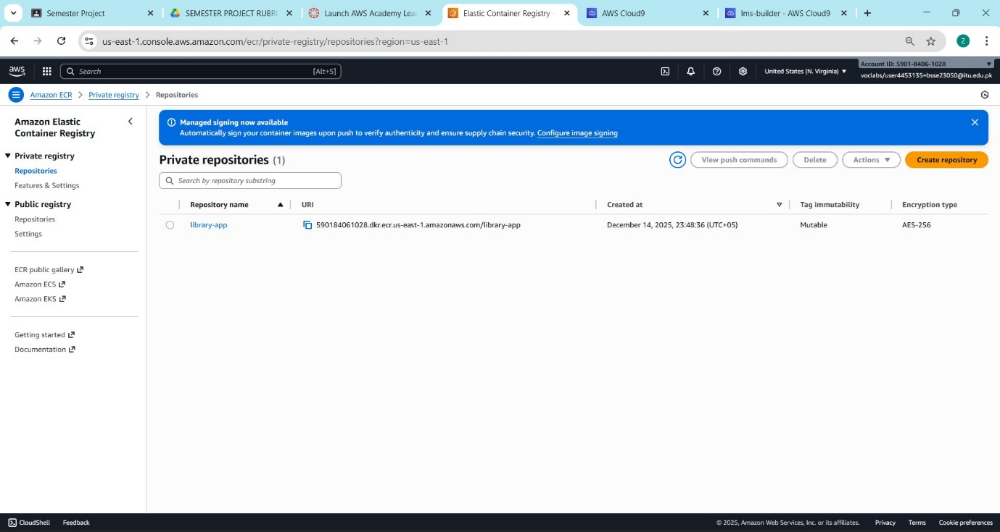 Semester Project
SEMESTER PROJECT RUBRI
Launch AWS Academy Lea
Elastic Container Registry -
AWS Cloud9
lms-builder - AWS Cloud9
us-east-1.console.aws.amazon.com/ecr/private-registry/repositories?region=us-east-1
Z
aws
Search [Alt+S]
United States (N. Virginia)
Account ID: 5901-8406-1028
voclabs/user4453135=bsse23050@itu.edu.pk
Amazon ECR > Private registry > Repositories
Amazon Elastic
Container Registry
Private registry
Repositories
Features & Settings
Public registry
Repositories
Settings
ECR public gallery
Amazon ECS
Amazon EKS
Getting started
Documentation
Managed signing now available
Automatically sign your container images upon push to verify authenticity and ensure supply chain security. Configure image signing
Private repositories (1)
View push commands
Delete
Actions
Create repository
Search by repository substring
Repository name URI Created at Tag immutability Encryption type
library-app 590184061028.dkr.ecr.us-east-1.amazonaws.com/library-app December 14, 2025, 23:48:36 (UTC+05) Mutable AES-256
CloudShell Feedback © 2025, Amazon Web Services, Inc. or its affiliates. Privacy Terms Cookie preferences